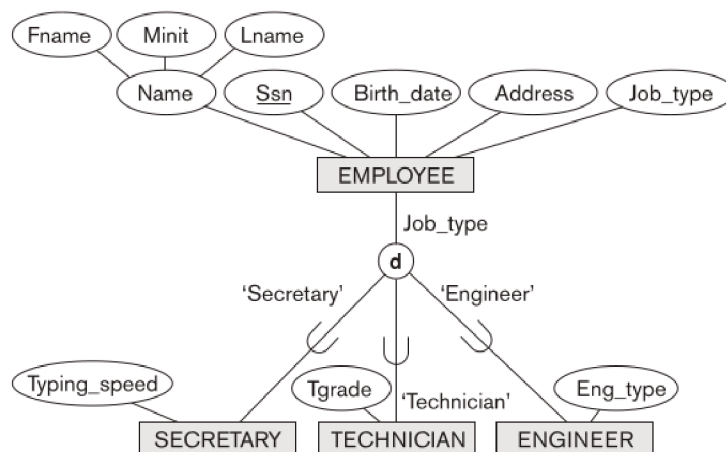 Fname Minit Lname
Name Ssn Birth_date Address Job_type
EMPLOYEE
Job_type
d
‘Secretary’ ‘Engineer’
Typing_speed Tgrade ‘Technician’ Eng_type
SECRETARY TECHNICIAN ENGINEER